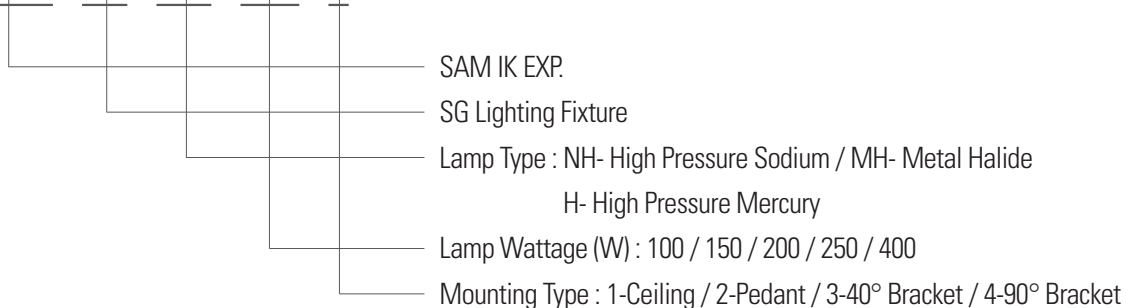 SAM IK EXP.
SG Lighting Fixture
Lamp Type : NH- High Pressure Sodium / MH- Metal Halide
H- High Pressure Mercury
Lamp Wattage (W) : 100 / 150 / 200 / 250 / 400
Mounting Type : 1-Ceiling / 2-Pedant / 3-40° Bracket / 4-90° Bracket